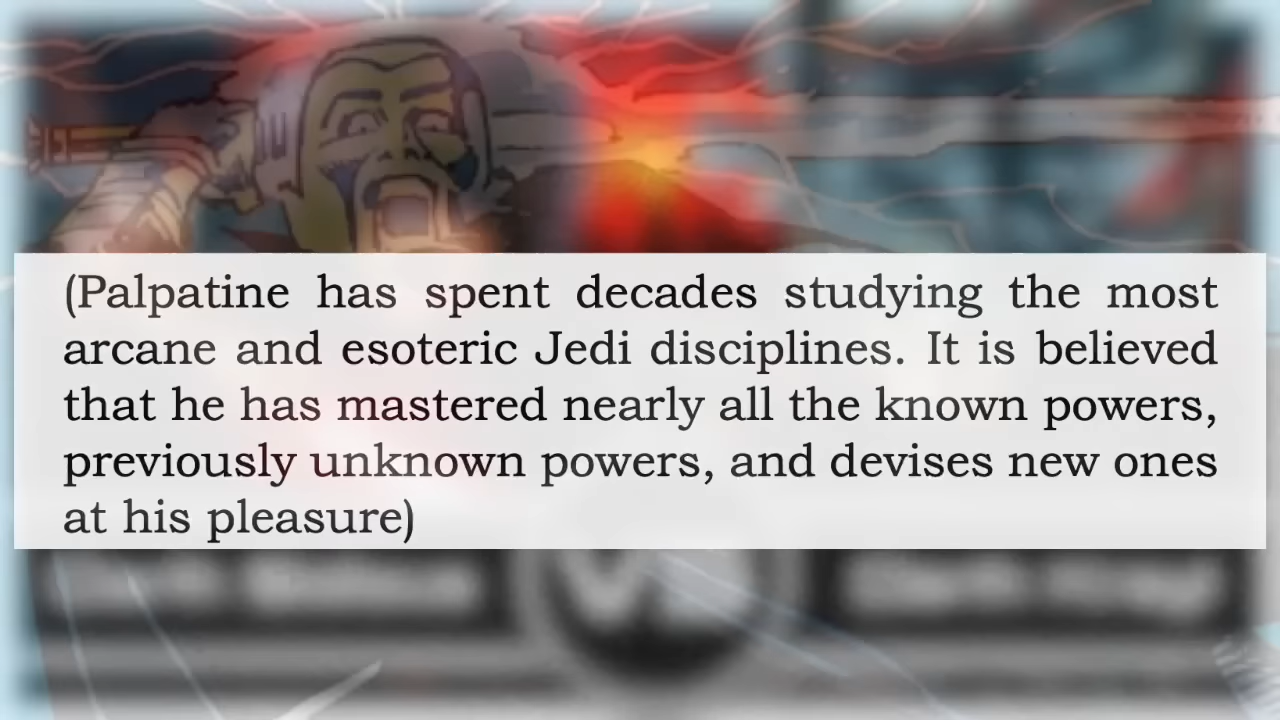 (Palpatine has spent decades studying the most
arcane and esoteric Jedi disciplines. It is believed
that he has mastered nearly all the known powers,
previously unknown powers, and devises new ones
at his pleasure)